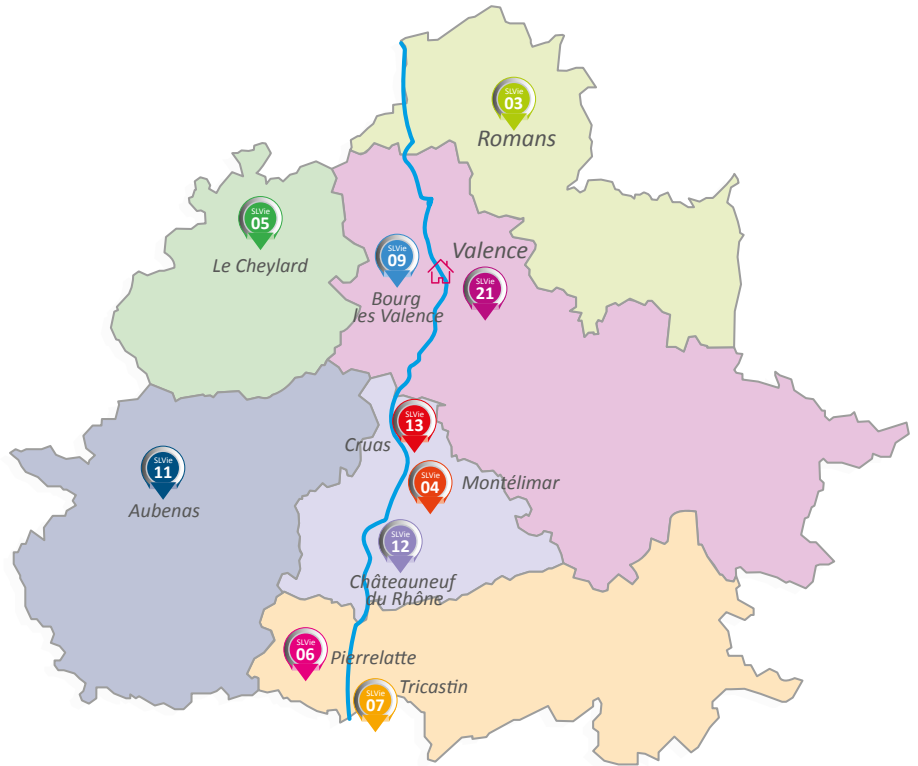 SLVie
03
Romans
SLVie
05
Le Cheylard
SLVie
09
Bourg
les Valence
Valence
SLVie
21
SLVie
13
Cruas
SLVie
04
Montélimar
SLVie
11
Aubenas
SLVie
12
Châteauneuf
du Rhône
SLVie
06
Pierrelatte
SLVie
07
Tricastin